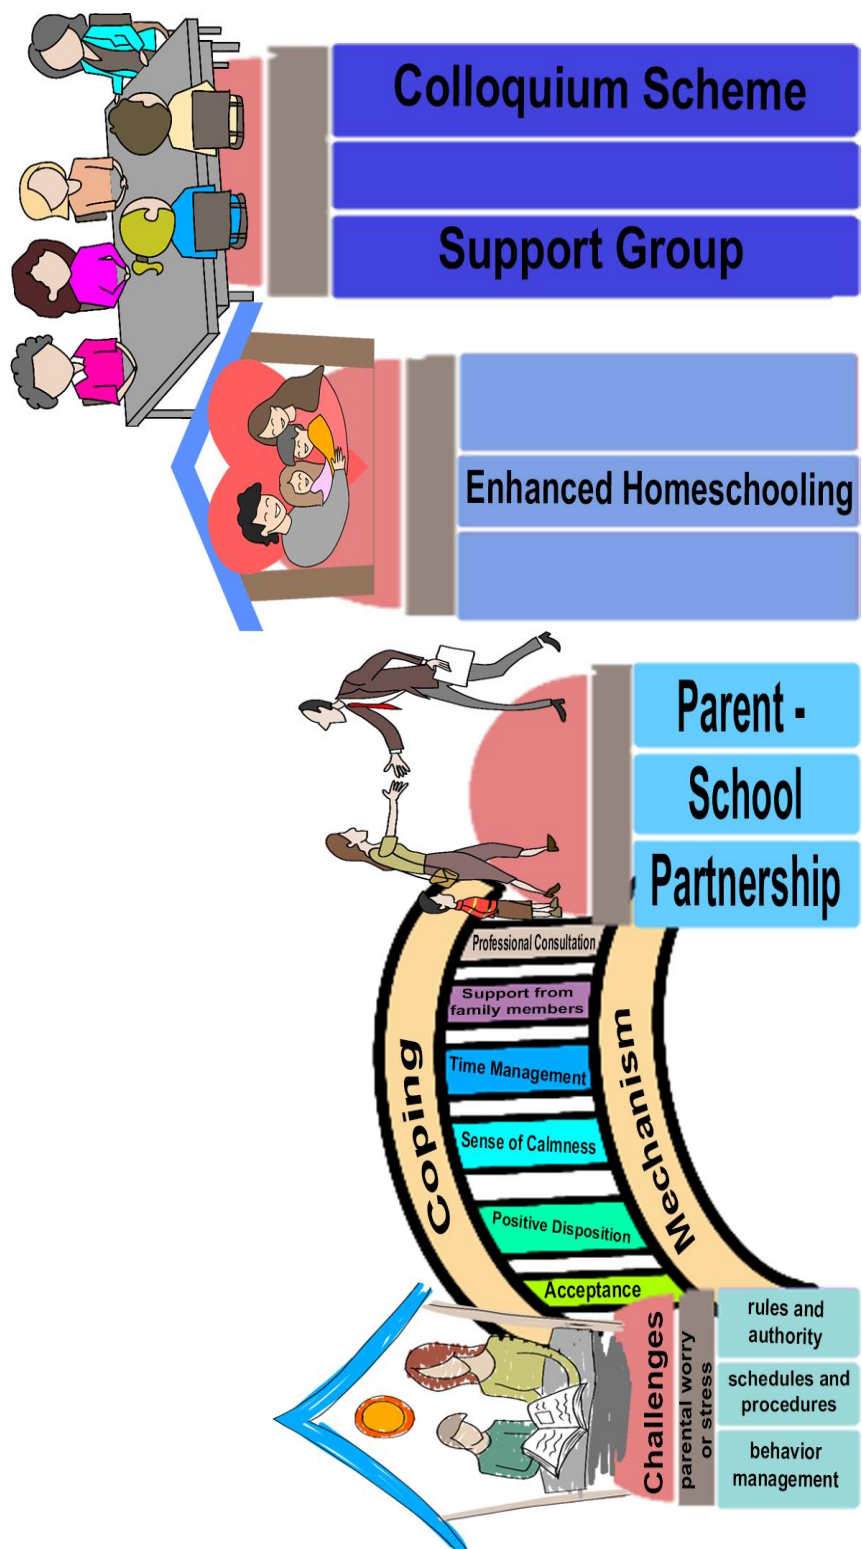 Colloquium Scheme
Support Group
Enhanced Homeschooling
Parent -
School
Partnership
Coping
Mechanism
Professional Consultation
Support from
family members
Time Management
Sense of Calmness
Positive Disposition
Acceptance
Challenges
parental worry
or stress
rules and
authority
schedules and
procedures
behavior
management